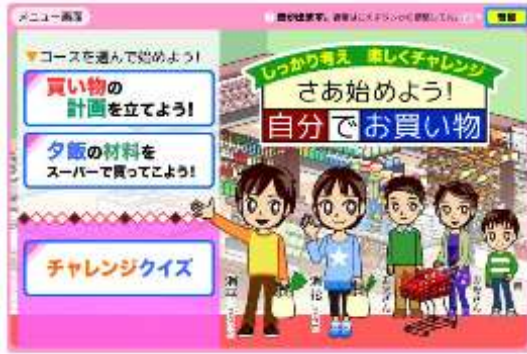 メニュー画面
▼コースを選んで始めよう!
買い物の
計画を立てよう!
夕飯の材料を
スーパーで買ってこよう!
チャレンジクイズ
しっかり考え 楽しくチャレンジ
さあ始めよう!
自分でお買い物